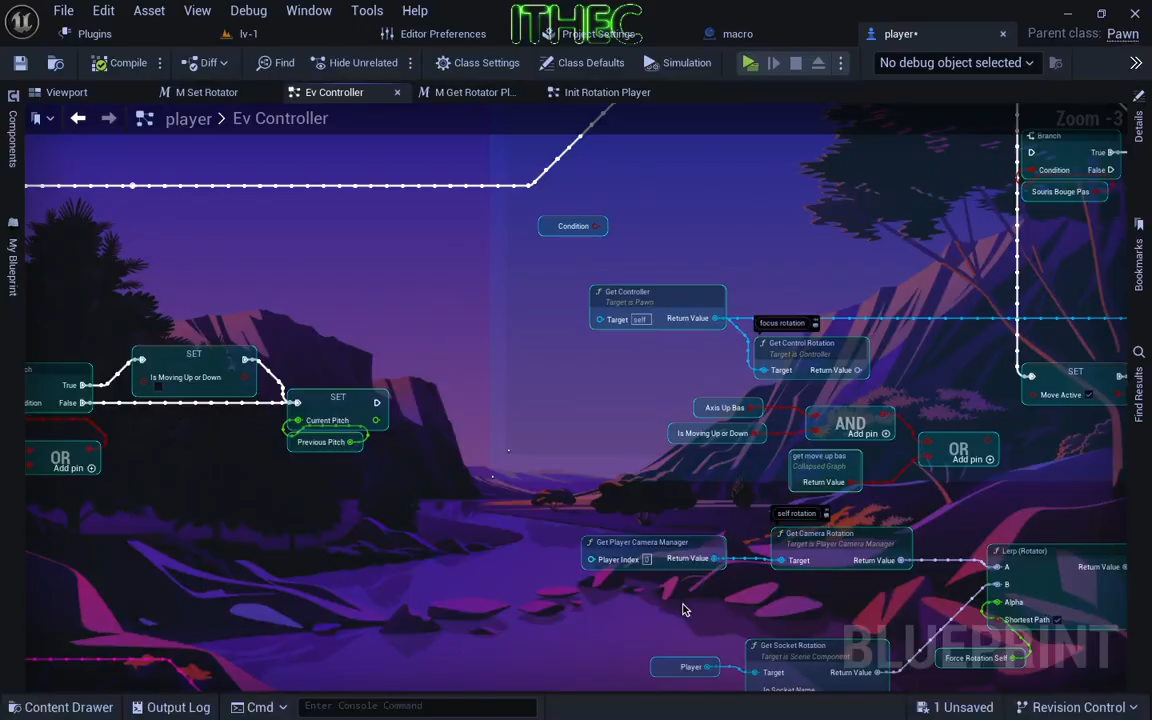 File Edit Asset View Debug Window Tools Help
ITHEC
Plugins lv-1 Editor Preferences Project Settings macro player* Parent class: Pawn
Compile Diff Find Hide Unrelated Class Settings Class Defaults Simulation No debug object selected
Viewport M Set Rotator Ev Controller M Get Rotator Pl... Init Rotation Player
player > Ev Controller Zoom -3
Components
My Blueprint
Details
Bookmarks
Find Results
Branch
True
Condition False
Souris Bouge Pas
Condition
Get Controller
Target is Pawn
Target self Return Value
focus rotation
Get Control Rotation
Target is Controller
Target Return Value
SET
Is Moving Up or Down
True
False
SET
Current Pitch
Previous Pitch
OR
Add pin
SET
Move Active
Axis Up Bas
Is Moving Up or Down
AND
Add pin
OR
Add pin
get move up bas
Collapsed Graph
Return Value
self rotation
Get Player Camera Manager
Player Index 0 Return Value
Get Camera Rotation
Target is Player Camera Manager
Target Return Value
Lerp (Rotator)
A Return Value
B
Alpha
Shortest Path
Force Rotation Self
Player
Get Socket Rotation
Target is Scene Component
Target Return Value
In Socket Name
BLUEPRINT
Content Drawer Output Log Cmd Enter Console Command 1 Unsaved Revision Control